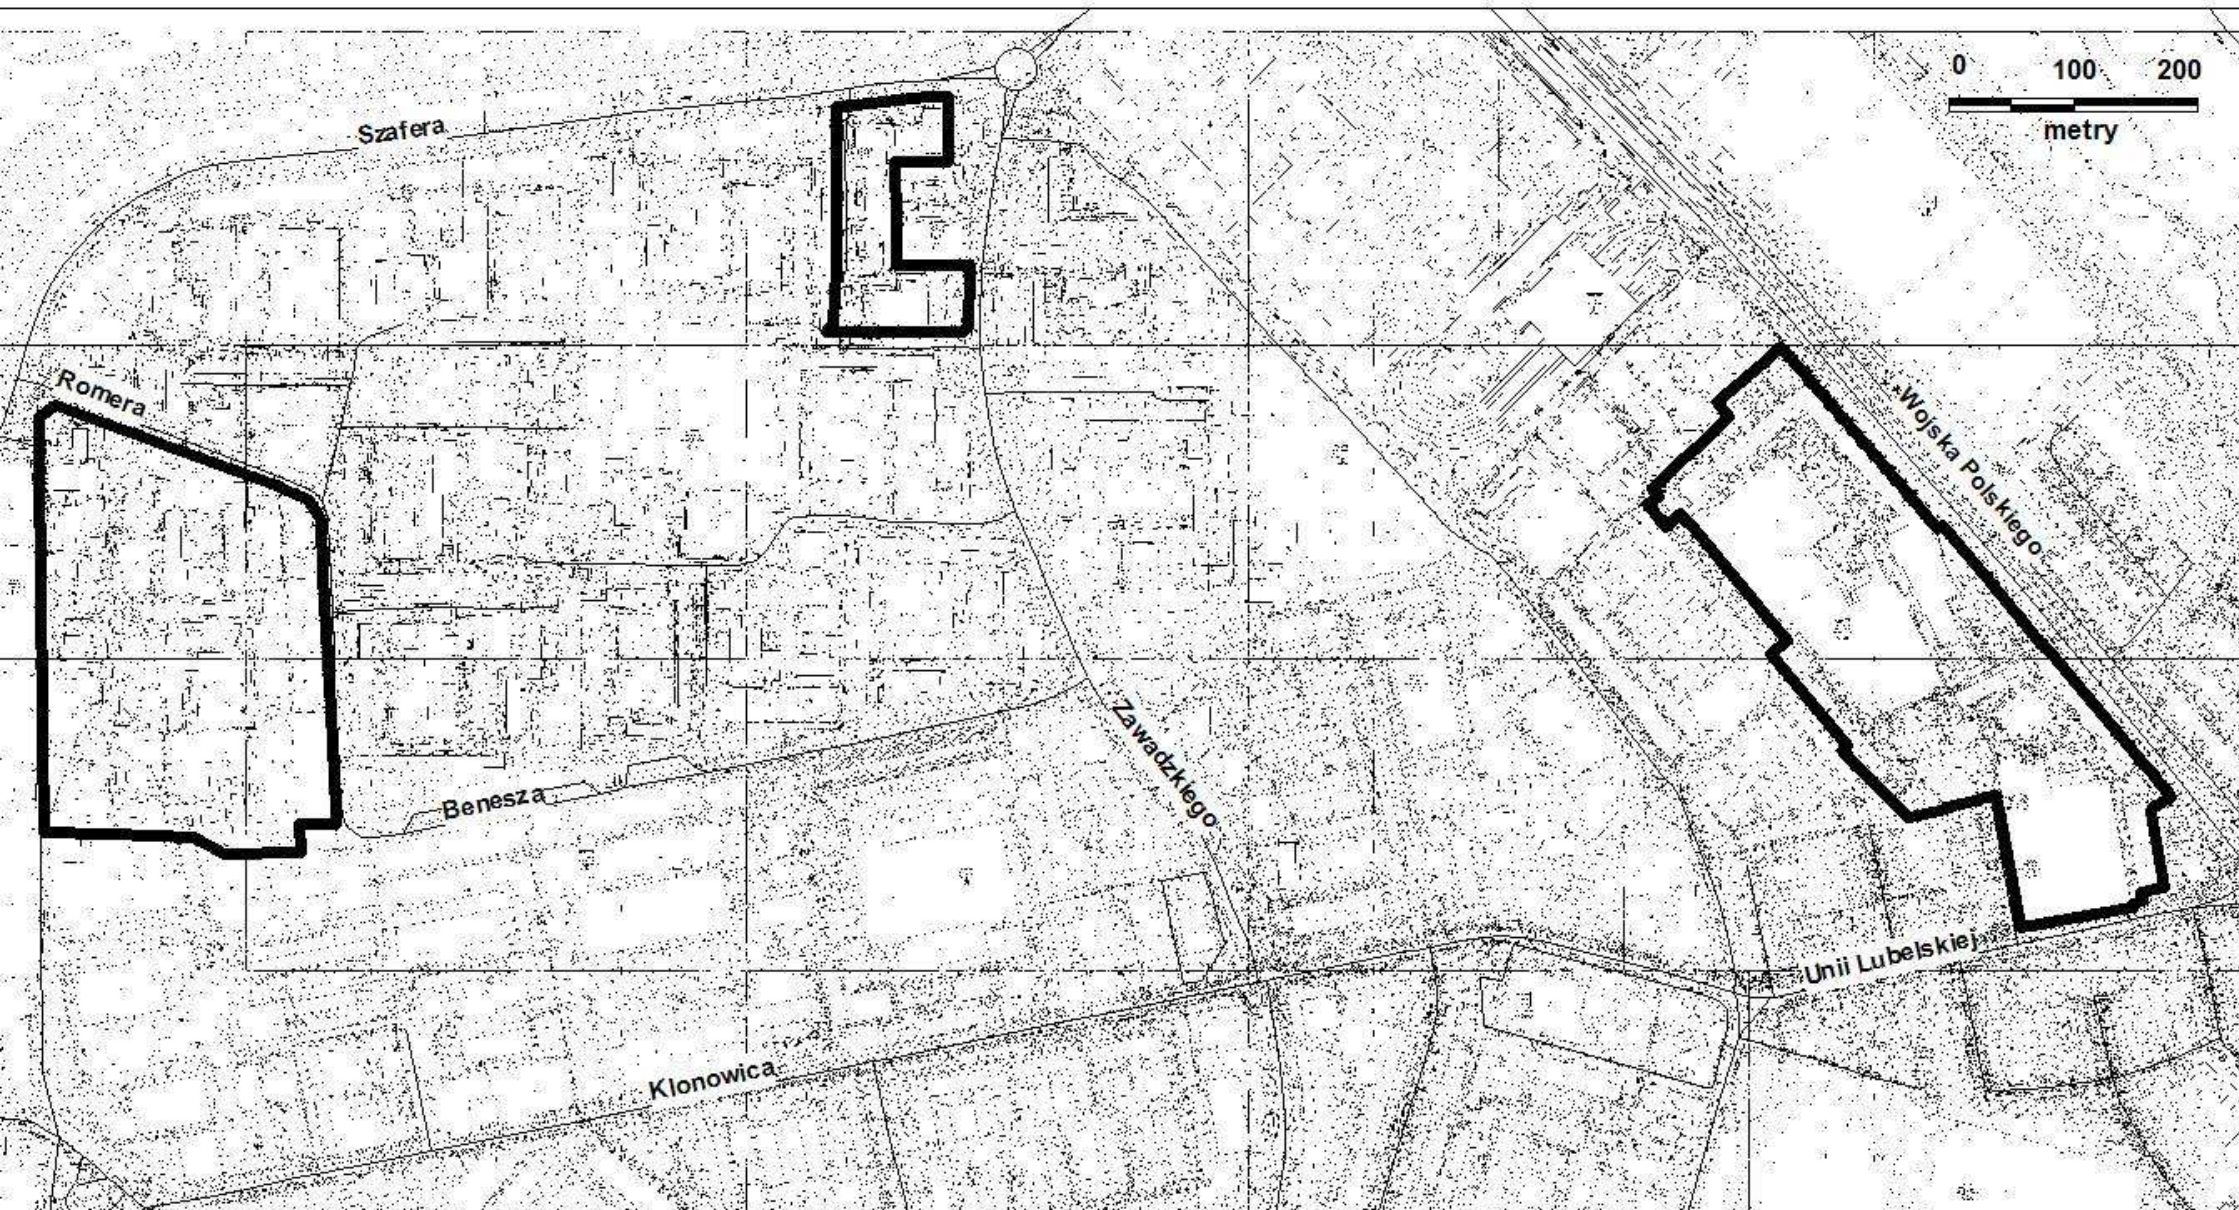 0 100 200
metry
Szafera
Romera
Wojska Polskiego
Zawadzkiego
Benesza
Unii Lubelskiej
Klonowica